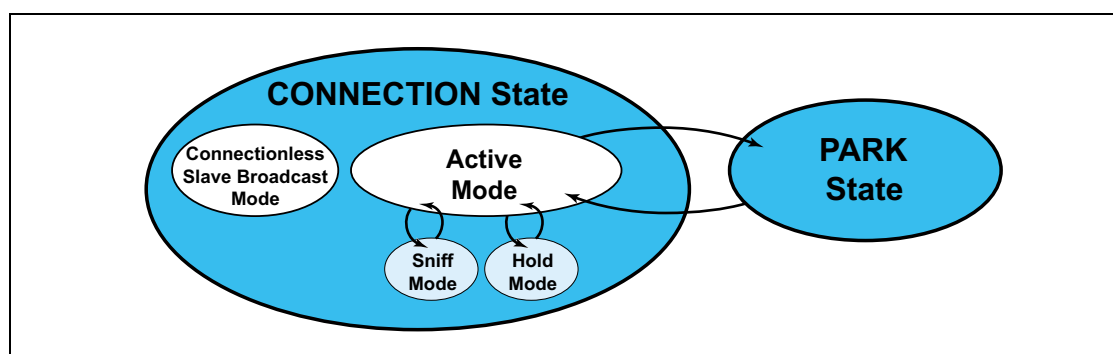 CONNECTION State
Connectionless
Slave Broadcast
Mode
Active
Mode
Sniff
Mode
Hold
Mode
PARK
State